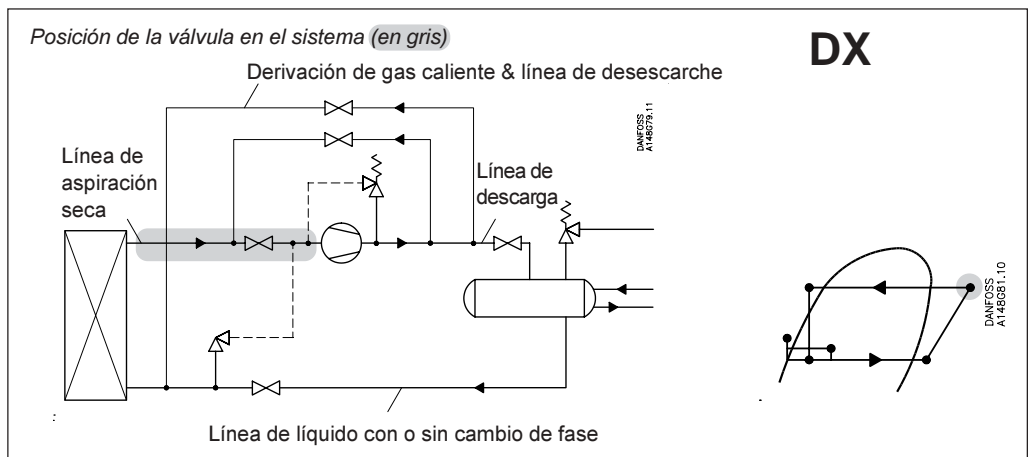 Posición de la válvula en el sistema (en gris)
DX
Derivación de gas caliente & línea de desescarche
DANFOSS
A148G79.11
Línea de
aspiración
seca
Línea de
descarga
DANFOSS
A148G81.10
Línea de líquido con o sin cambio de fase